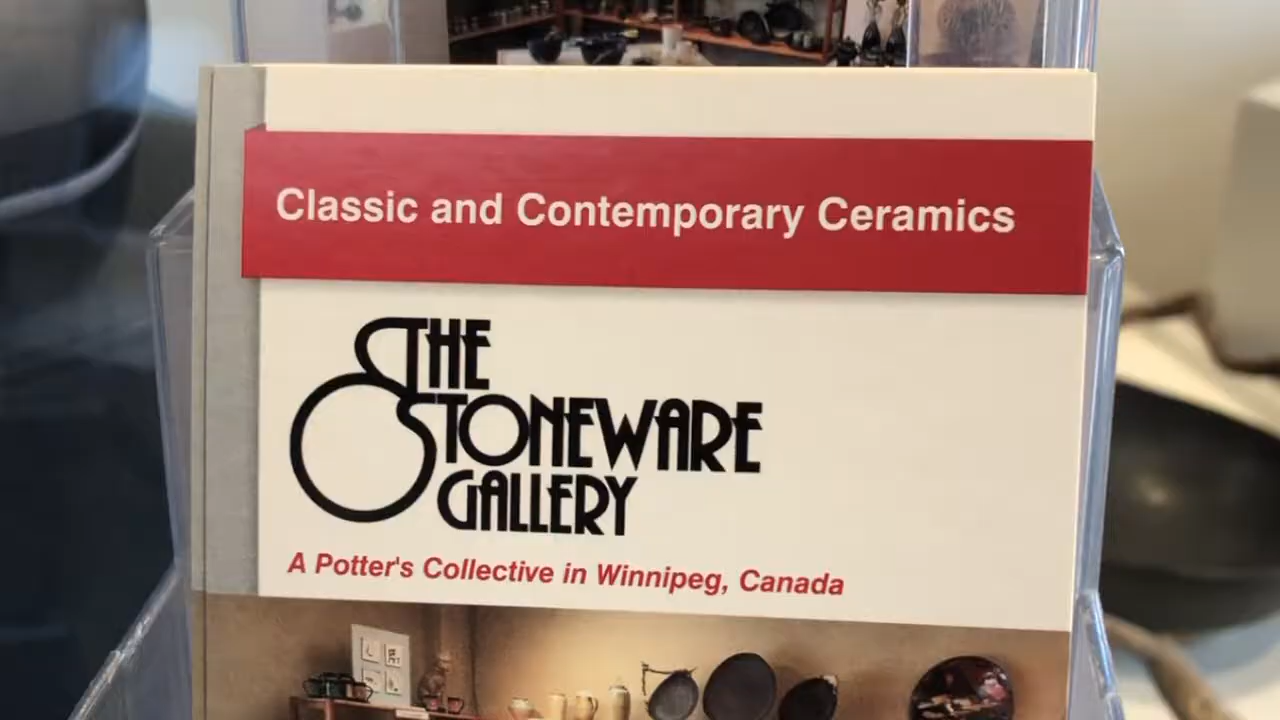 Classic and Contemporary Ceramics
THE
STONEWARE
GALLERY
A Potter's Collective in Winnipeg, Canada